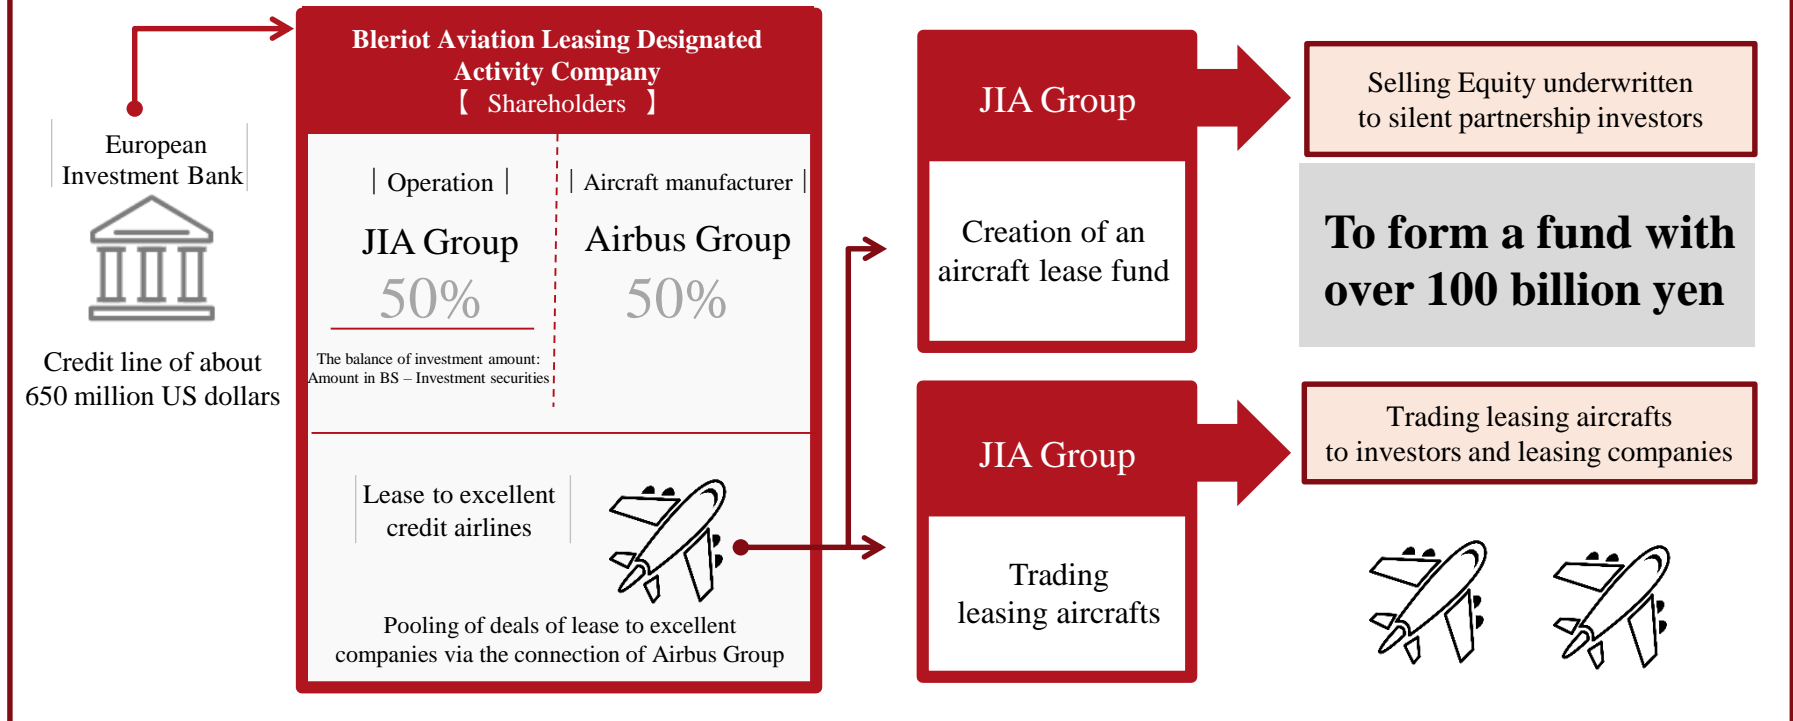 European
Investment Bank
Credit line of about
650 million US dollars
Bleriot Aviation Leasing Designated
Activity Company
【 Shareholders 】
| Operation |
JIA Group
50%
The balance of investment amount:
Amount in BS – Investment securities
| Aircraft manufacturer |
Airbus Group
50%
Lease to excellent
credit airlines
Pooling of deals of lease to excellent
companies via the connection of Airbus Group
JIA Group
Creation of an
aircraft lease fund
Selling Equity underwritten
to silent partnership investors
To form a fund with
over 100 billion yen
JIA Group
Trading
leasing aircrafts
Trading leasing aircrafts
to investors and leasing companies